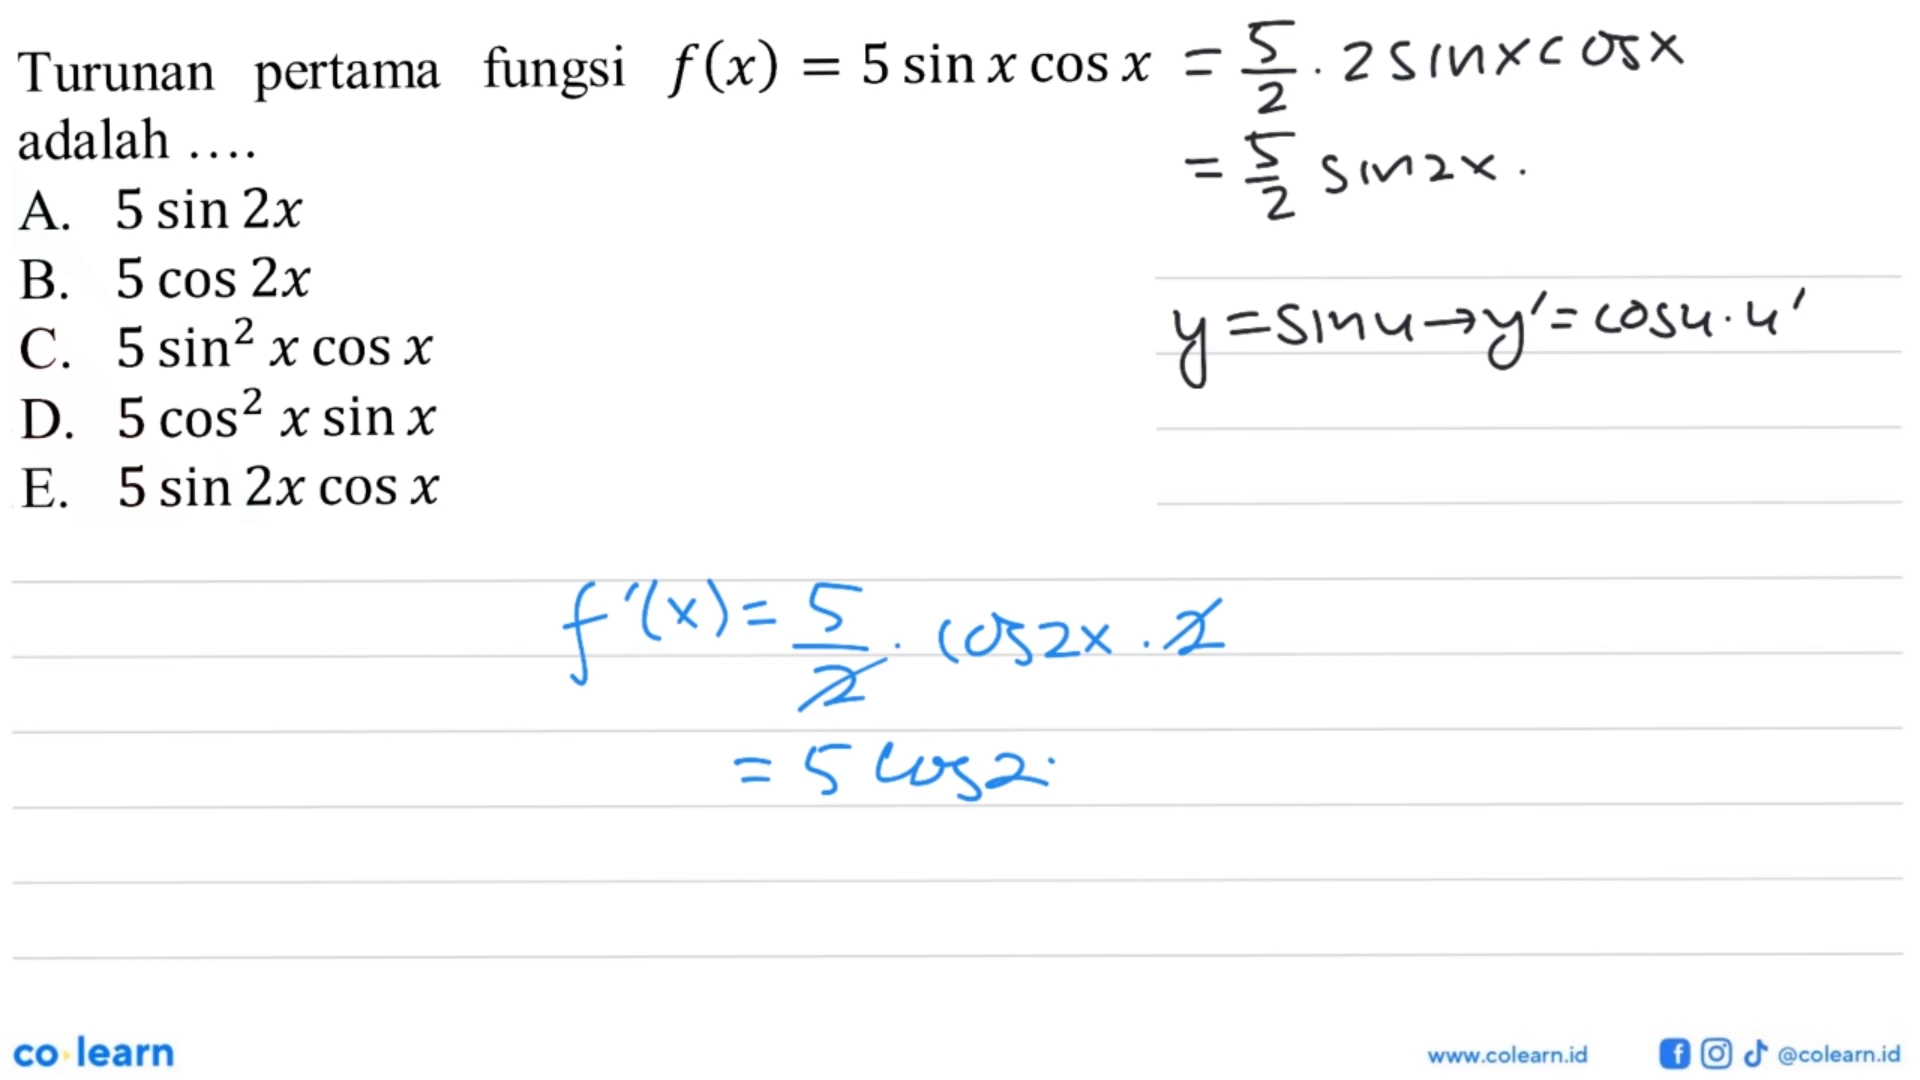 Turunan pertama fungsi f(x) = 5 sin x cos x = 5/2 . 2 sin x cos x
adalah ....
= 5/2 sin 2x.
A. 5 sin 2x
B. 5 cos 2x
C. 5 sin² x cos x
D. 5 cos² x sin x
E. 5 sin 2x cos x
y = sin u → y' = cos u . u'
f'(x) = 5/2 . cos 2x . 2
= 5 cos 2
co learn
www.colearn.id
@colearn.id